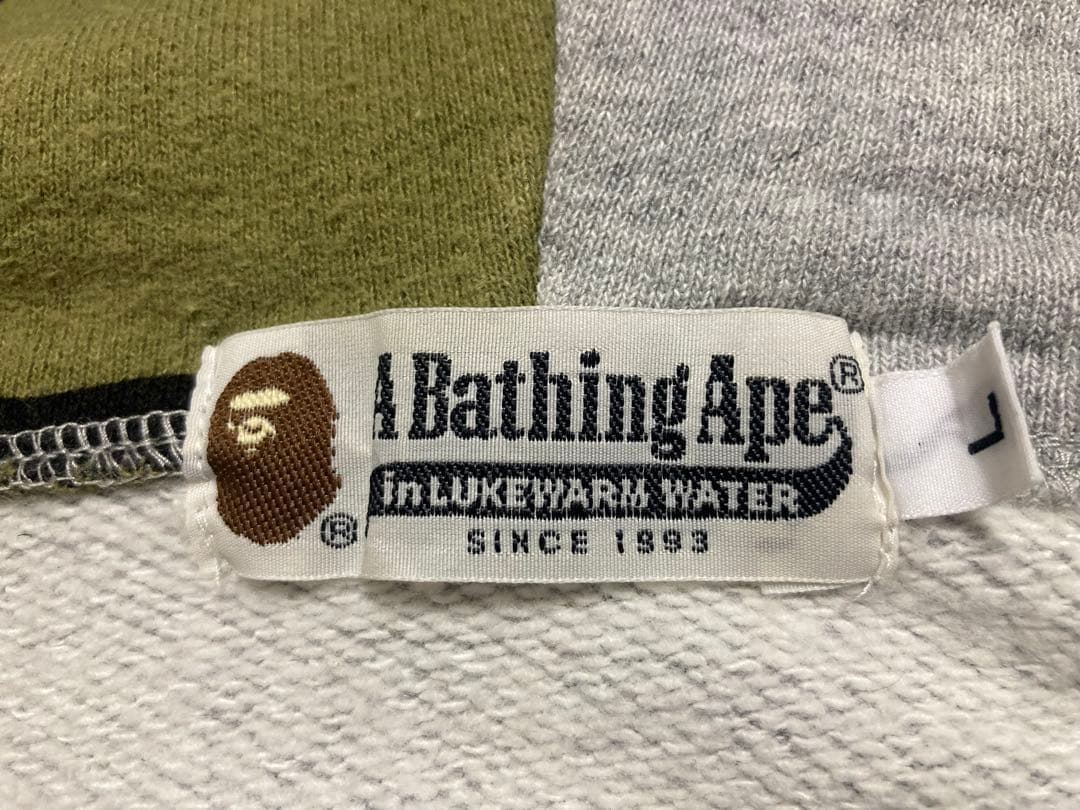 A Bathing Ape®
in LUKEWARM WATER
® SINCE 1993
L